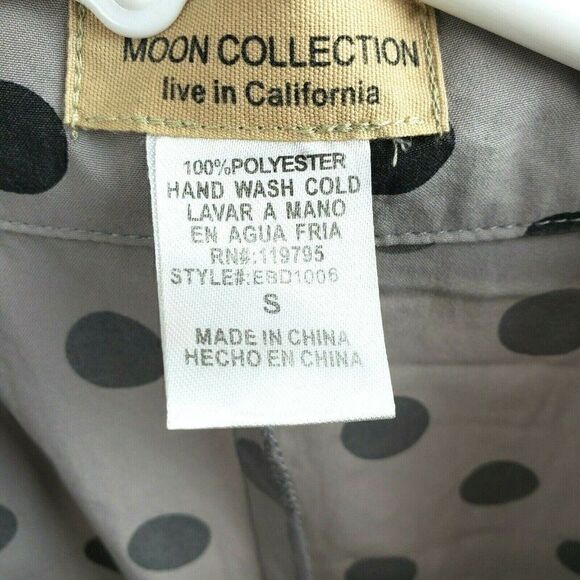 MOON COLLECTION
live in California
100%POLYESTER
HAND WASH COLD
LAVAR A MANO
EN AGUA FRIA
RN#:119795
STYLE#:EBD1006
S
MADE IN CHINA
HECHO EN CHINA